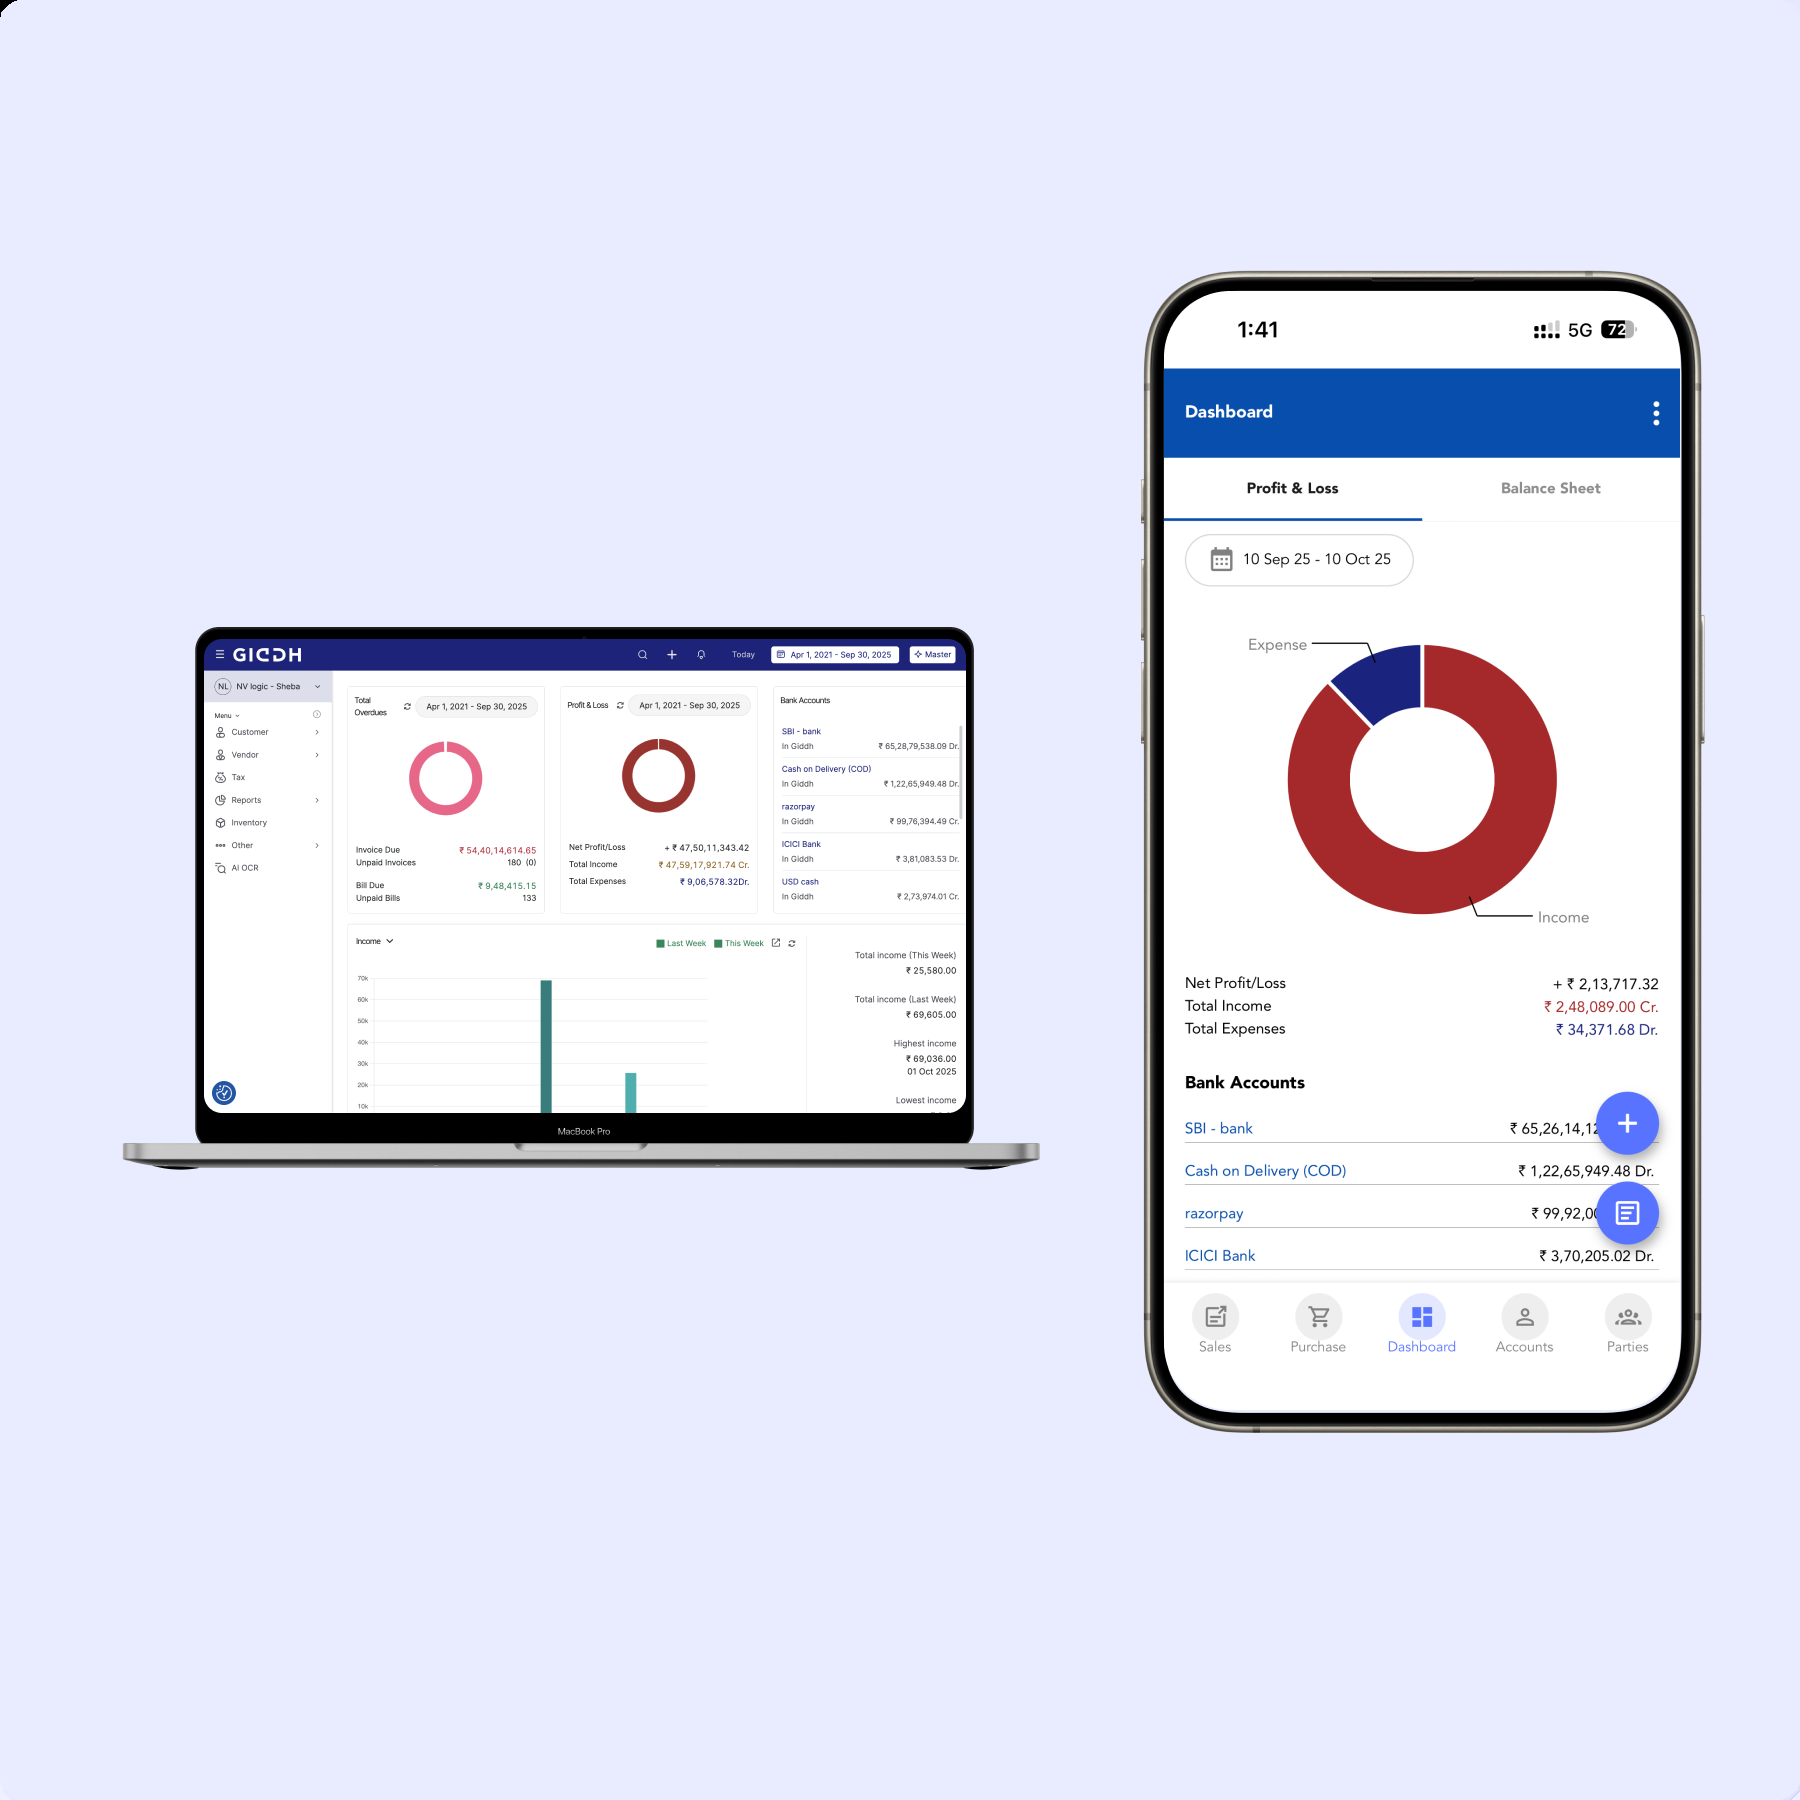 GIDDH
Today
Apr 1, 2021 - Sep 30, 2025
Master
NL
NV logic - Sheba
Menu
Customer
Vendor
Tax
Reports
Inventory
Other
AI OCR
Total
Overdues
Apr 1, 2021 - Sep 30, 2025
Invoice Due
₹ 54,40,14,614.65
Unpaid Invoices
180 (0)
Bill Due
₹ 9,48,415.15
Unpaid Bills
133
Profit & Loss
Apr 1, 2021 - Sep 30, 2025
Net Profit/Loss
+ ₹ 47,50,11,343.42
Total Income
₹ 47,59,17,921.74 Cr.
Total Expenses
₹ 9,06,578.32Dr.
Bank Accounts
SBI - bank
In Giddh
₹ 65,28,79,538.09 Dr.
Cash on Delivery (COD)
In Giddh
₹ 1,22,65,949.48 Dr.
razorpay
In Giddh
₹ 99,76,394.49 Cr.
ICICI Bank
In Giddh
₹ 3,81,083.53 Dr.
USD cash
In Giddh
₹ 2,73,974.01 Cr.
Income
Last Week
This Week
70k
60k
50k
40k
30k
20k
10k
Total income (This Week)
₹ 25,580.00
Total income (Last Week)
₹ 69,605.00
Highest income
₹ 69,036.00
01 Oct 2025
Lowest income
MacBook Pro
1:41
5G
72
Dashboard
Profit & Loss
Balance Sheet
10 Sep 25 - 10 Oct 25
Expense
Income
Net Profit/Loss
+ ₹ 2,13,717.32
Total Income
₹ 2,48,089.00 Cr.
Total Expenses
₹ 34,371.68 Dr.
Bank Accounts
SBI - bank
₹ 65,26,14,12
Cash on Delivery (COD)
₹ 1,22,65,949.48 Dr.
razorpay
₹ 99,92,00
ICICI Bank
₹ 3,70,205.02 Dr.
Sales
Purchase
Dashboard
Accounts
Parties